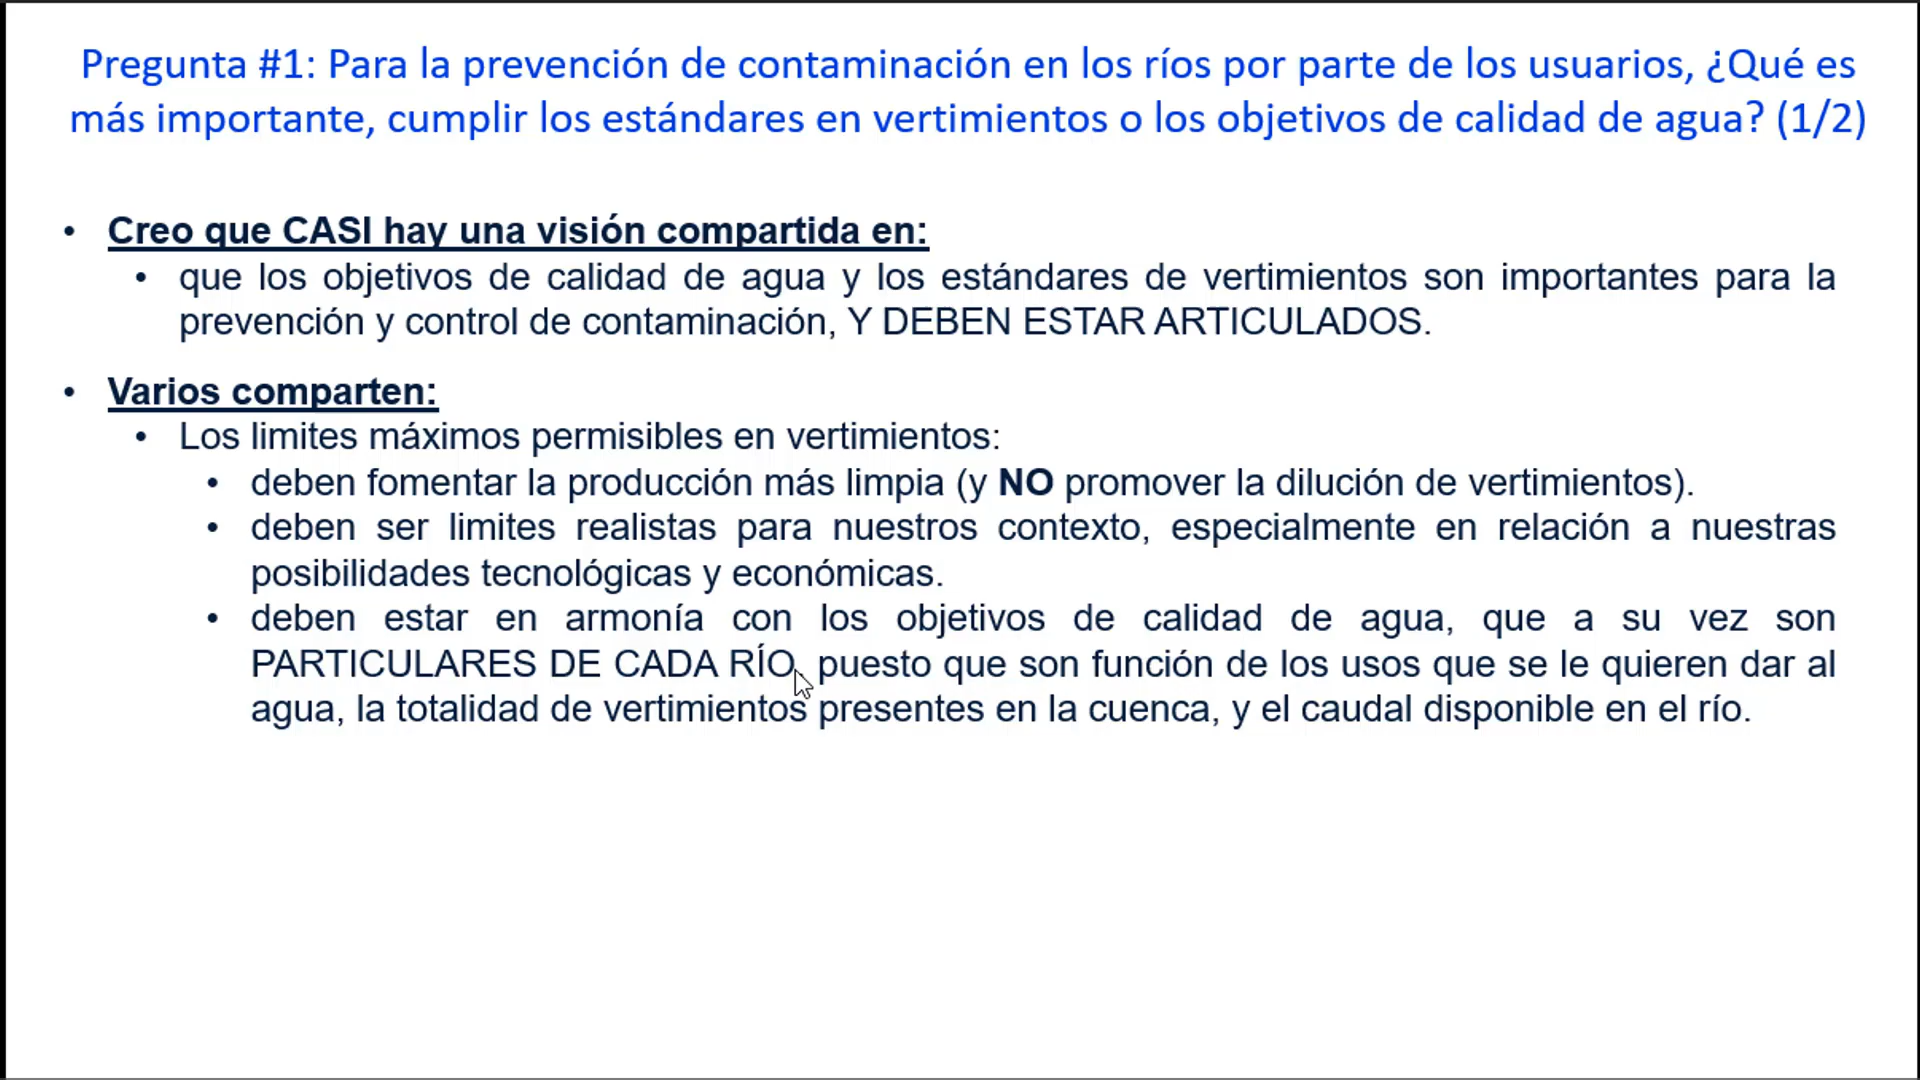 Pregunta #1: Para la prevención de contaminación en los ríos por parte de los usuarios, ¿Qué es
más importante, cumplir los estándares en vertimientos o los objetivos de calidad de agua? (1/2)
• Creo que CASI hay una visión compartida en:
• que los objetivos de calidad de agua y los estándares de vertimientos son importantes para la
prevención y control de contaminación, Y DEBEN ESTAR ARTICULADOS.
• Varios comparten:
• Los limites máximos permisibles en vertimientos:
• deben fomentar la producción más limpia (y NO promover la dilución de vertimientos).
• deben ser limites realistas para nuestros contexto, especialmente en relación a nuestras
posibilidades tecnológicas y económicas.
• deben estar en armonía con los objetivos de calidad de agua, que a su vez son
PARTICULARES DE CADA RÍO, puesto que son función de los usos que se le quieren dar al
agua, la totalidad de vertimientos presentes en la cuenca, y el caudal disponible en el río.